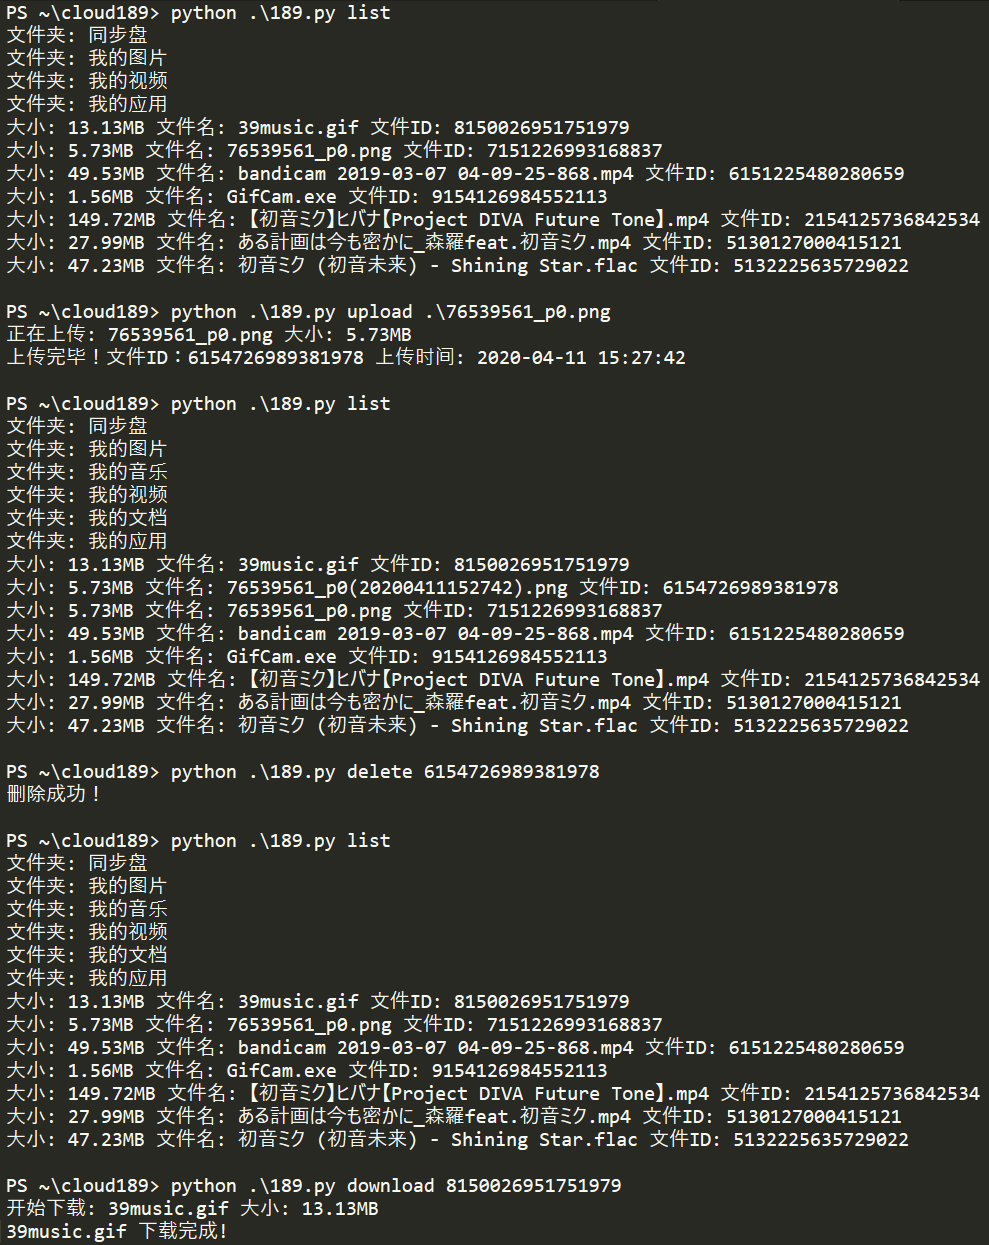 PS ~\cloud189> python .\189.py list
文件夹: 同步盘
文件夹: 我的图片
文件夹: 我的视频
文件夹: 我的应用
大小: 13.13MB 文件名: 39music.gif 文件ID: 8150026951751979
大小: 5.73MB 文件名: 76539561_p0.png 文件ID: 7151226993168837
大小: 49.53MB 文件名: bandicam 2019-03-07 04-09-25-868.mp4 文件ID: 6151225480280659
大小: 1.56MB 文件名: GifCam.exe 文件ID: 9154126984552113
大小: 149.72MB 文件名: 【初音ミク】ヒバナ【Project DIVA Future Tone】.mp4 文件ID: 2154125736842534
大小: 27.99MB 文件名: ある計画は今も密かに_森羅feat.初音ミク.mp4 文件ID: 5130127000415121
大小: 47.23MB 文件名: 初音ミク (初音未来) - Shining Star.flac 文件ID: 5132225635729022
PS ~\cloud189> python .\189.py upload .\76539561_p0.png
正在上传: 76539561_p0.png 大小: 5.73MB
上传完毕！文件ID：6154726989381978 上传时间: 2020-04-11 15:27:42
PS ~\cloud189> python .\189.py list
文件夹: 同步盘
文件夹: 我的图片
文件夹: 我的音乐
文件夹: 我的视频
文件夹: 我的文档
文件夹: 我的应用
大小: 13.13MB 文件名: 39music.gif 文件ID: 8150026951751979
大小: 5.73MB 文件名: 76539561_p0(20200411152742).png 文件ID: 6154726989381978
大小: 5.73MB 文件名: 76539561_p0.png 文件ID: 7151226993168837
大小: 49.53MB 文件名: bandicam 2019-03-07 04-09-25-868.mp4 文件ID: 6151225480280659
大小: 1.56MB 文件名: GifCam.exe 文件ID: 9154126984552113
大小: 149.72MB 文件名: 【初音ミク】ヒバナ【Project DIVA Future Tone】.mp4 文件ID: 2154125736842534
大小: 27.99MB 文件名: ある計画は今も密かに_森羅feat.初音ミク.mp4 文件ID: 5130127000415121
大小: 47.23MB 文件名: 初音ミク (初音未来) - Shining Star.flac 文件ID: 5132225635729022
PS ~\cloud189> python .\189.py delete 6154726989381978
删除成功！
PS ~\cloud189> python .\189.py list
文件夹: 同步盘
文件夹: 我的图片
文件夹: 我的音乐
文件夹: 我的视频
文件夹: 我的文档
文件夹: 我的应用
大小: 13.13MB 文件名: 39music.gif 文件ID: 8150026951751979
大小: 5.73MB 文件名: 76539561_p0.png 文件ID: 7151226993168837
大小: 49.53MB 文件名: bandicam 2019-03-07 04-09-25-868.mp4 文件ID: 6151225480280659
大小: 1.56MB 文件名: GifCam.exe 文件ID: 9154126984552113
大小: 149.72MB 文件名: 【初音ミク】ヒバナ【Project DIVA Future Tone】.mp4 文件ID: 2154125736842534
大小: 27.99MB 文件名: ある計画は今も密かに_森羅feat.初音ミク.mp4 文件ID: 5130127000415121
大小: 47.23MB 文件名: 初音ミク (初音未来) - Shining Star.flac 文件ID: 5132225635729022
PS ~\cloud189> python .\189.py download 8150026951751979
开始下载: 39music.gif 大小: 13.13MB
39music.gif 下载完成!